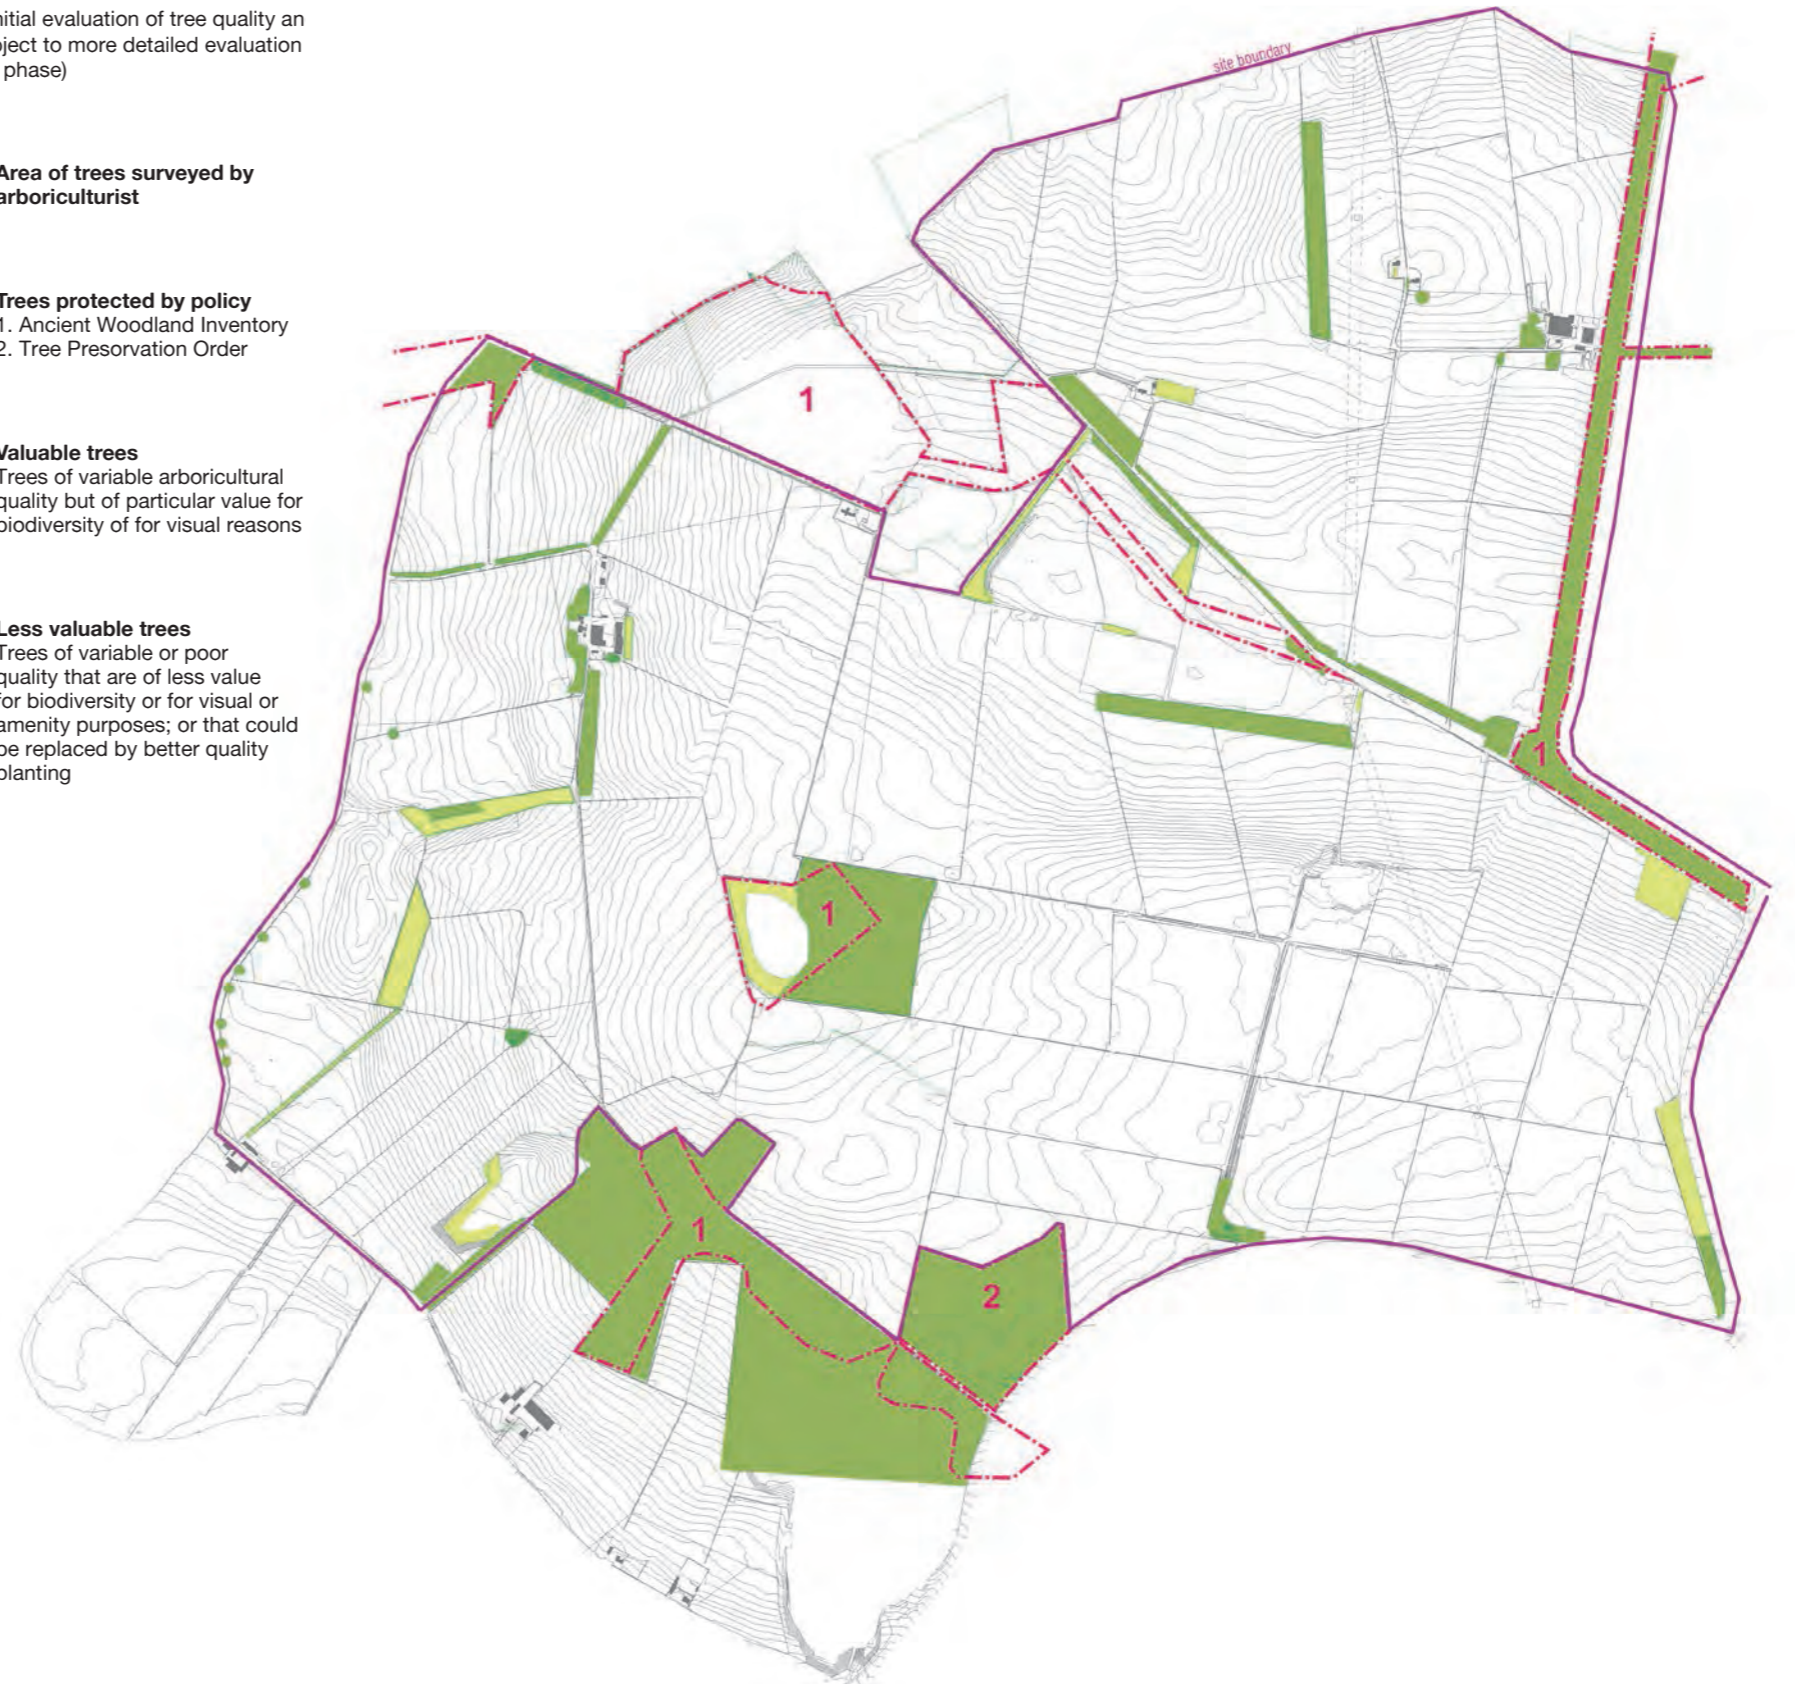 nitial evaluation of tree quality an
ject to more detailed evaluation
phase)
Area of trees surveyed by
arboriculturist
Trees protected by policy
1. Ancient Woodland Inventory
2. Tree Presorvation Order
Valuable trees
Trees of variable arboricultural
quality but of particular value for
biodiversity of for visual reasons
Less valuable trees
Trees of variable or poor
quality that are of less value
for biodiversity or for visual or
amenity purposes; or that could
be replaced by better quality
planting
site boundary
1
1
1
1
2